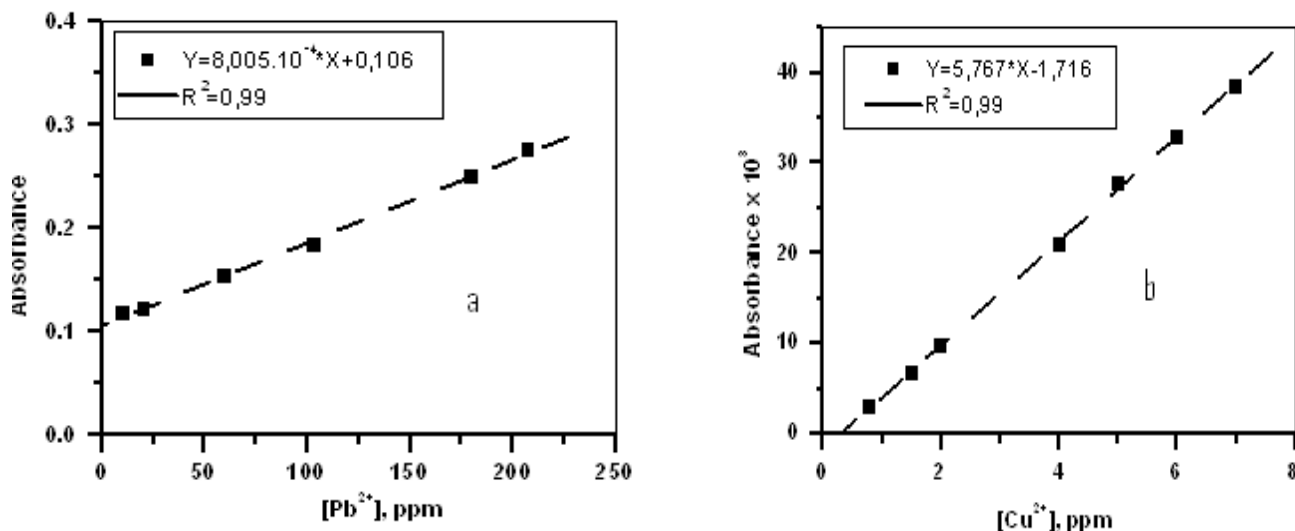 0.4
0.3
0.2
0.1
0.0
Absorbance
Y=8,005.10⁻⁴*X+0,106
R²=0,99
a
0 50 100 150 200 250
[Pb²⁺], ppm
40
30
20
10
0
Absorbance × 10³
Y=5,767*X-1,716
R²=0,99
b
0 2 4 6 8
[Cu²⁺], ppm